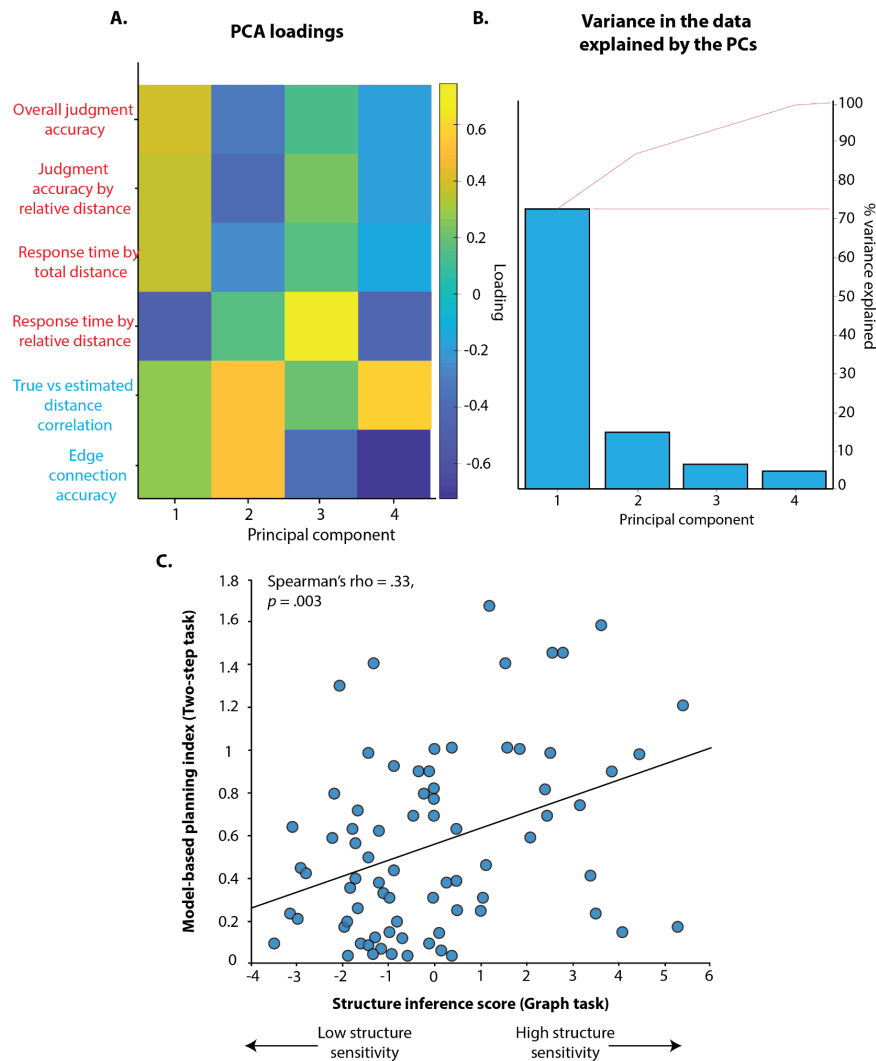 A.
PCA loadings
Overall judgment
accuracy
Judgment
accuracy by
relative distance
Response time by
total distance
Response time by
relative distance
True vs estimated
distance
correlation
Edge
connection
accuracy
1 2 3 4
Principal component
0.6
0.4
0.2
0
-0.2
-0.4
-0.6
Loading
B.
Variance in the data
explained by the PCs
100
90
80
70
60
50
40
30
20
10
0
% variance explained
1 2 3 4
Principal component
C.
Spearman's rho = .33,
p = .003
1.8
1.6
1.4
1.2
1
0.8
0.6
0.4
0.2
0
Model-based planning index (Two-step task)
-4 -3 -2 -1 0 1 2 3 4 5 6
Structure inference score (Graph task)
Low structure
sensitivity
High structure
sensitivity